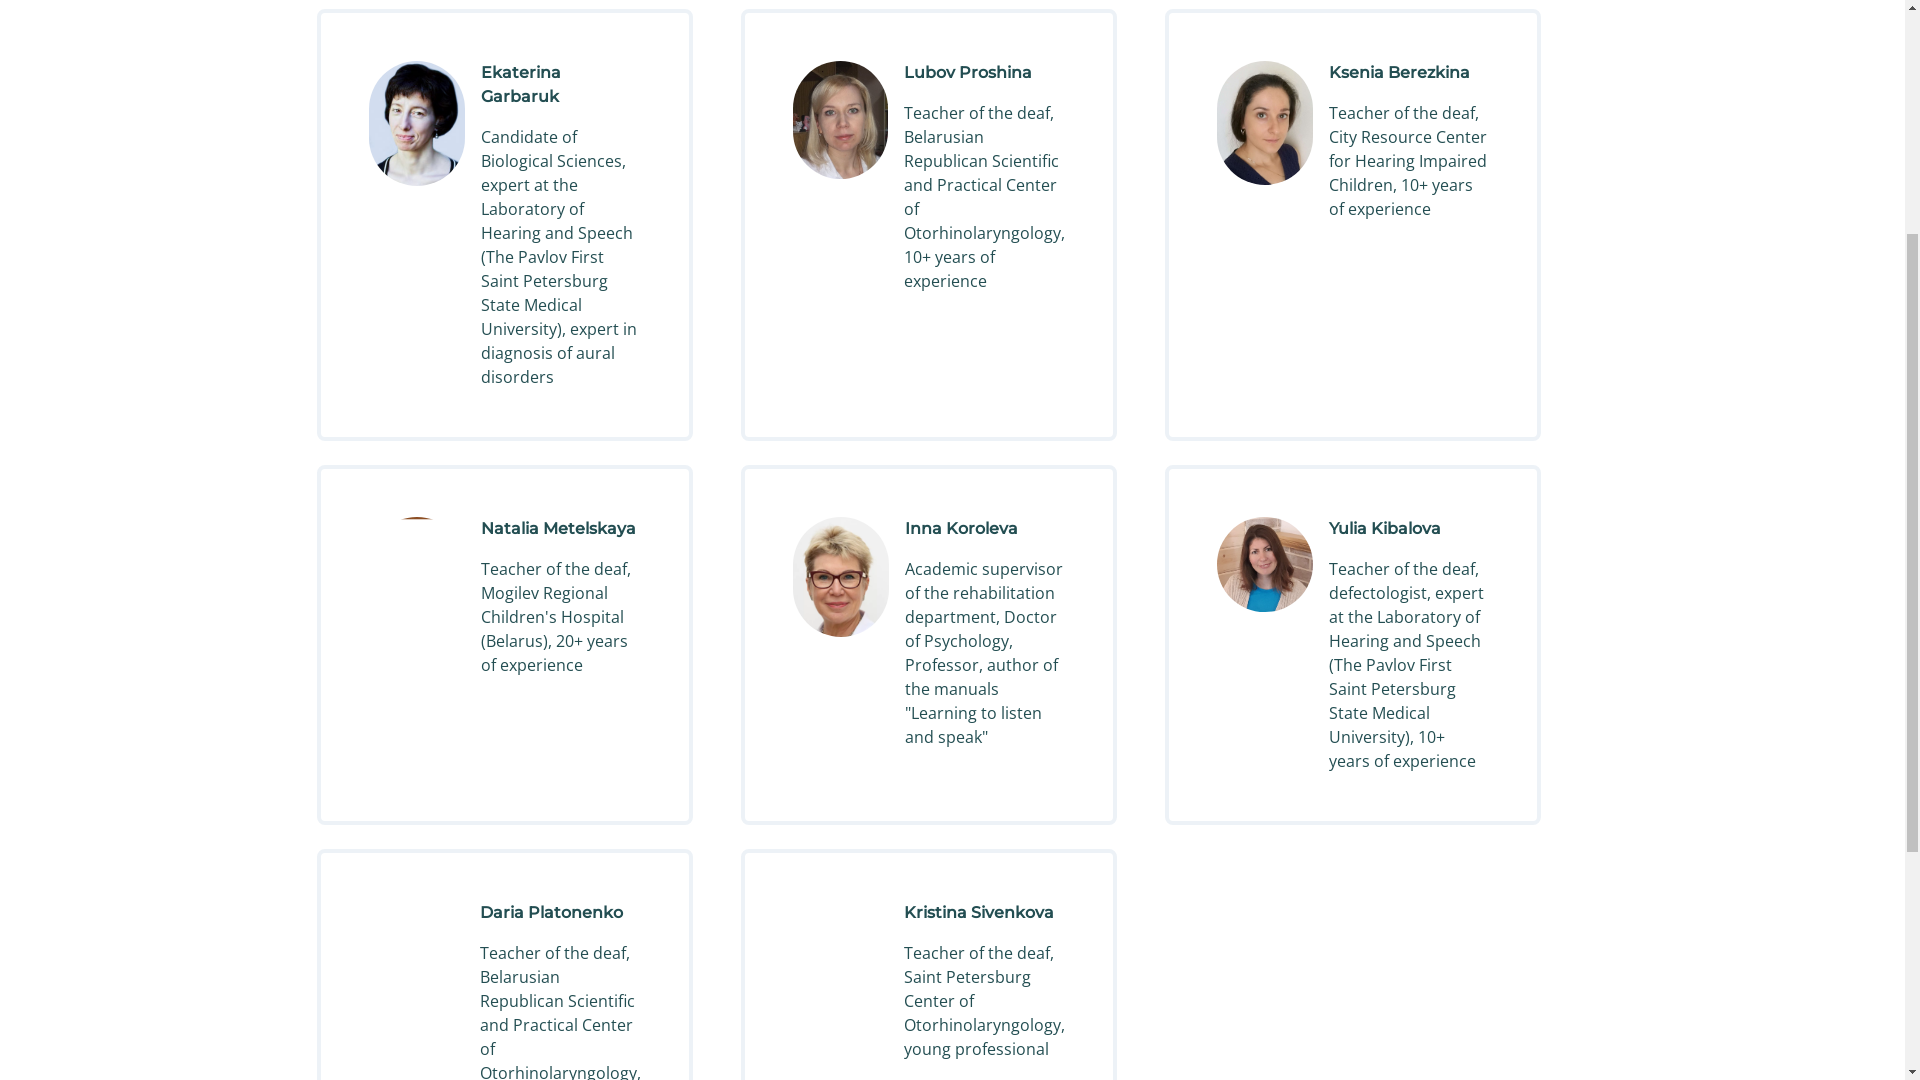 Ekaterina
Garbaruk
Candidate of
Biological Sciences,
expert at the
Laboratory of
Hearing and Speech
(The Pavlov First
Saint Petersburg
State Medical
University), expert in
diagnosis of aural
disorders
Lubov Proshina
Teacher of the deaf,
Belarusian
Republican Scientific
and Practical Center
of
Otorhinolaryngology,
10+ years of
experience
Ksenia Berezkina
Teacher of the deaf,
City Resource Center
for Hearing Impaired
Children, 10+ years
of experience
Natalia Metelskaya
Teacher of the deaf,
Mogilev Regional
Children's Hospital
(Belarus), 20+ years
of experience
Inna Koroleva
Academic supervisor
of the rehabilitation
department, Doctor
of Psychology,
Professor, author of
the manuals
"Learning to listen
and speak"
Yulia Kibalova
Teacher of the deaf,
defectologist, expert
at the Laboratory of
Hearing and Speech
(The Pavlov First
Saint Petersburg
State Medical
University), 10+
years of experience
Daria Platonenko
Teacher of the deaf,
Belarusian
Republican Scientific
and Practical Center
of
Otorhinolaryngology,
Kristina Sivenkova
Teacher of the deaf,
Saint Petersburg
Center of
Otorhinolaryngology,
young professional